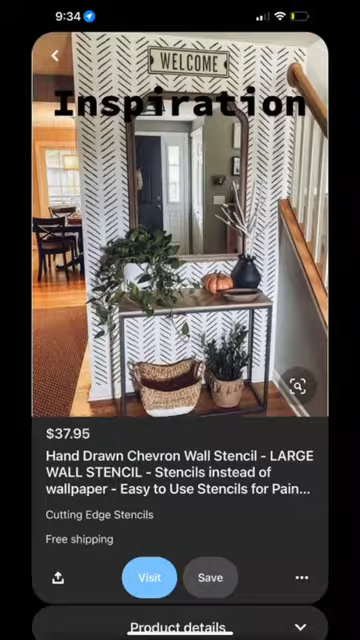 9:34
WELCOME
Inspiration
$37.95
Hand Drawn Chevron Wall Stencil - LARGE
WALL STENCIL - Stencils instead of
wallpaper - Easy to Use Stencils for Pain...
Cutting Edge Stencils
Free shipping
Visit
Save
Product details